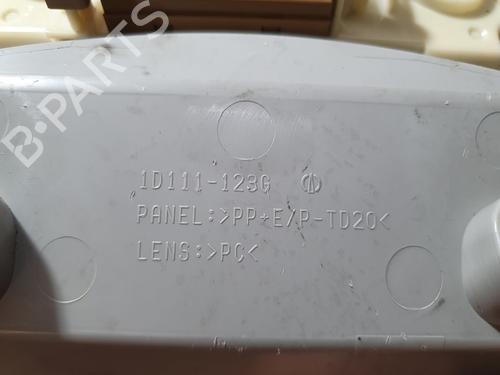 B-PARTS
1D111-123G
PANEL:>PP+E/P-TD20<
LENS:>PC<